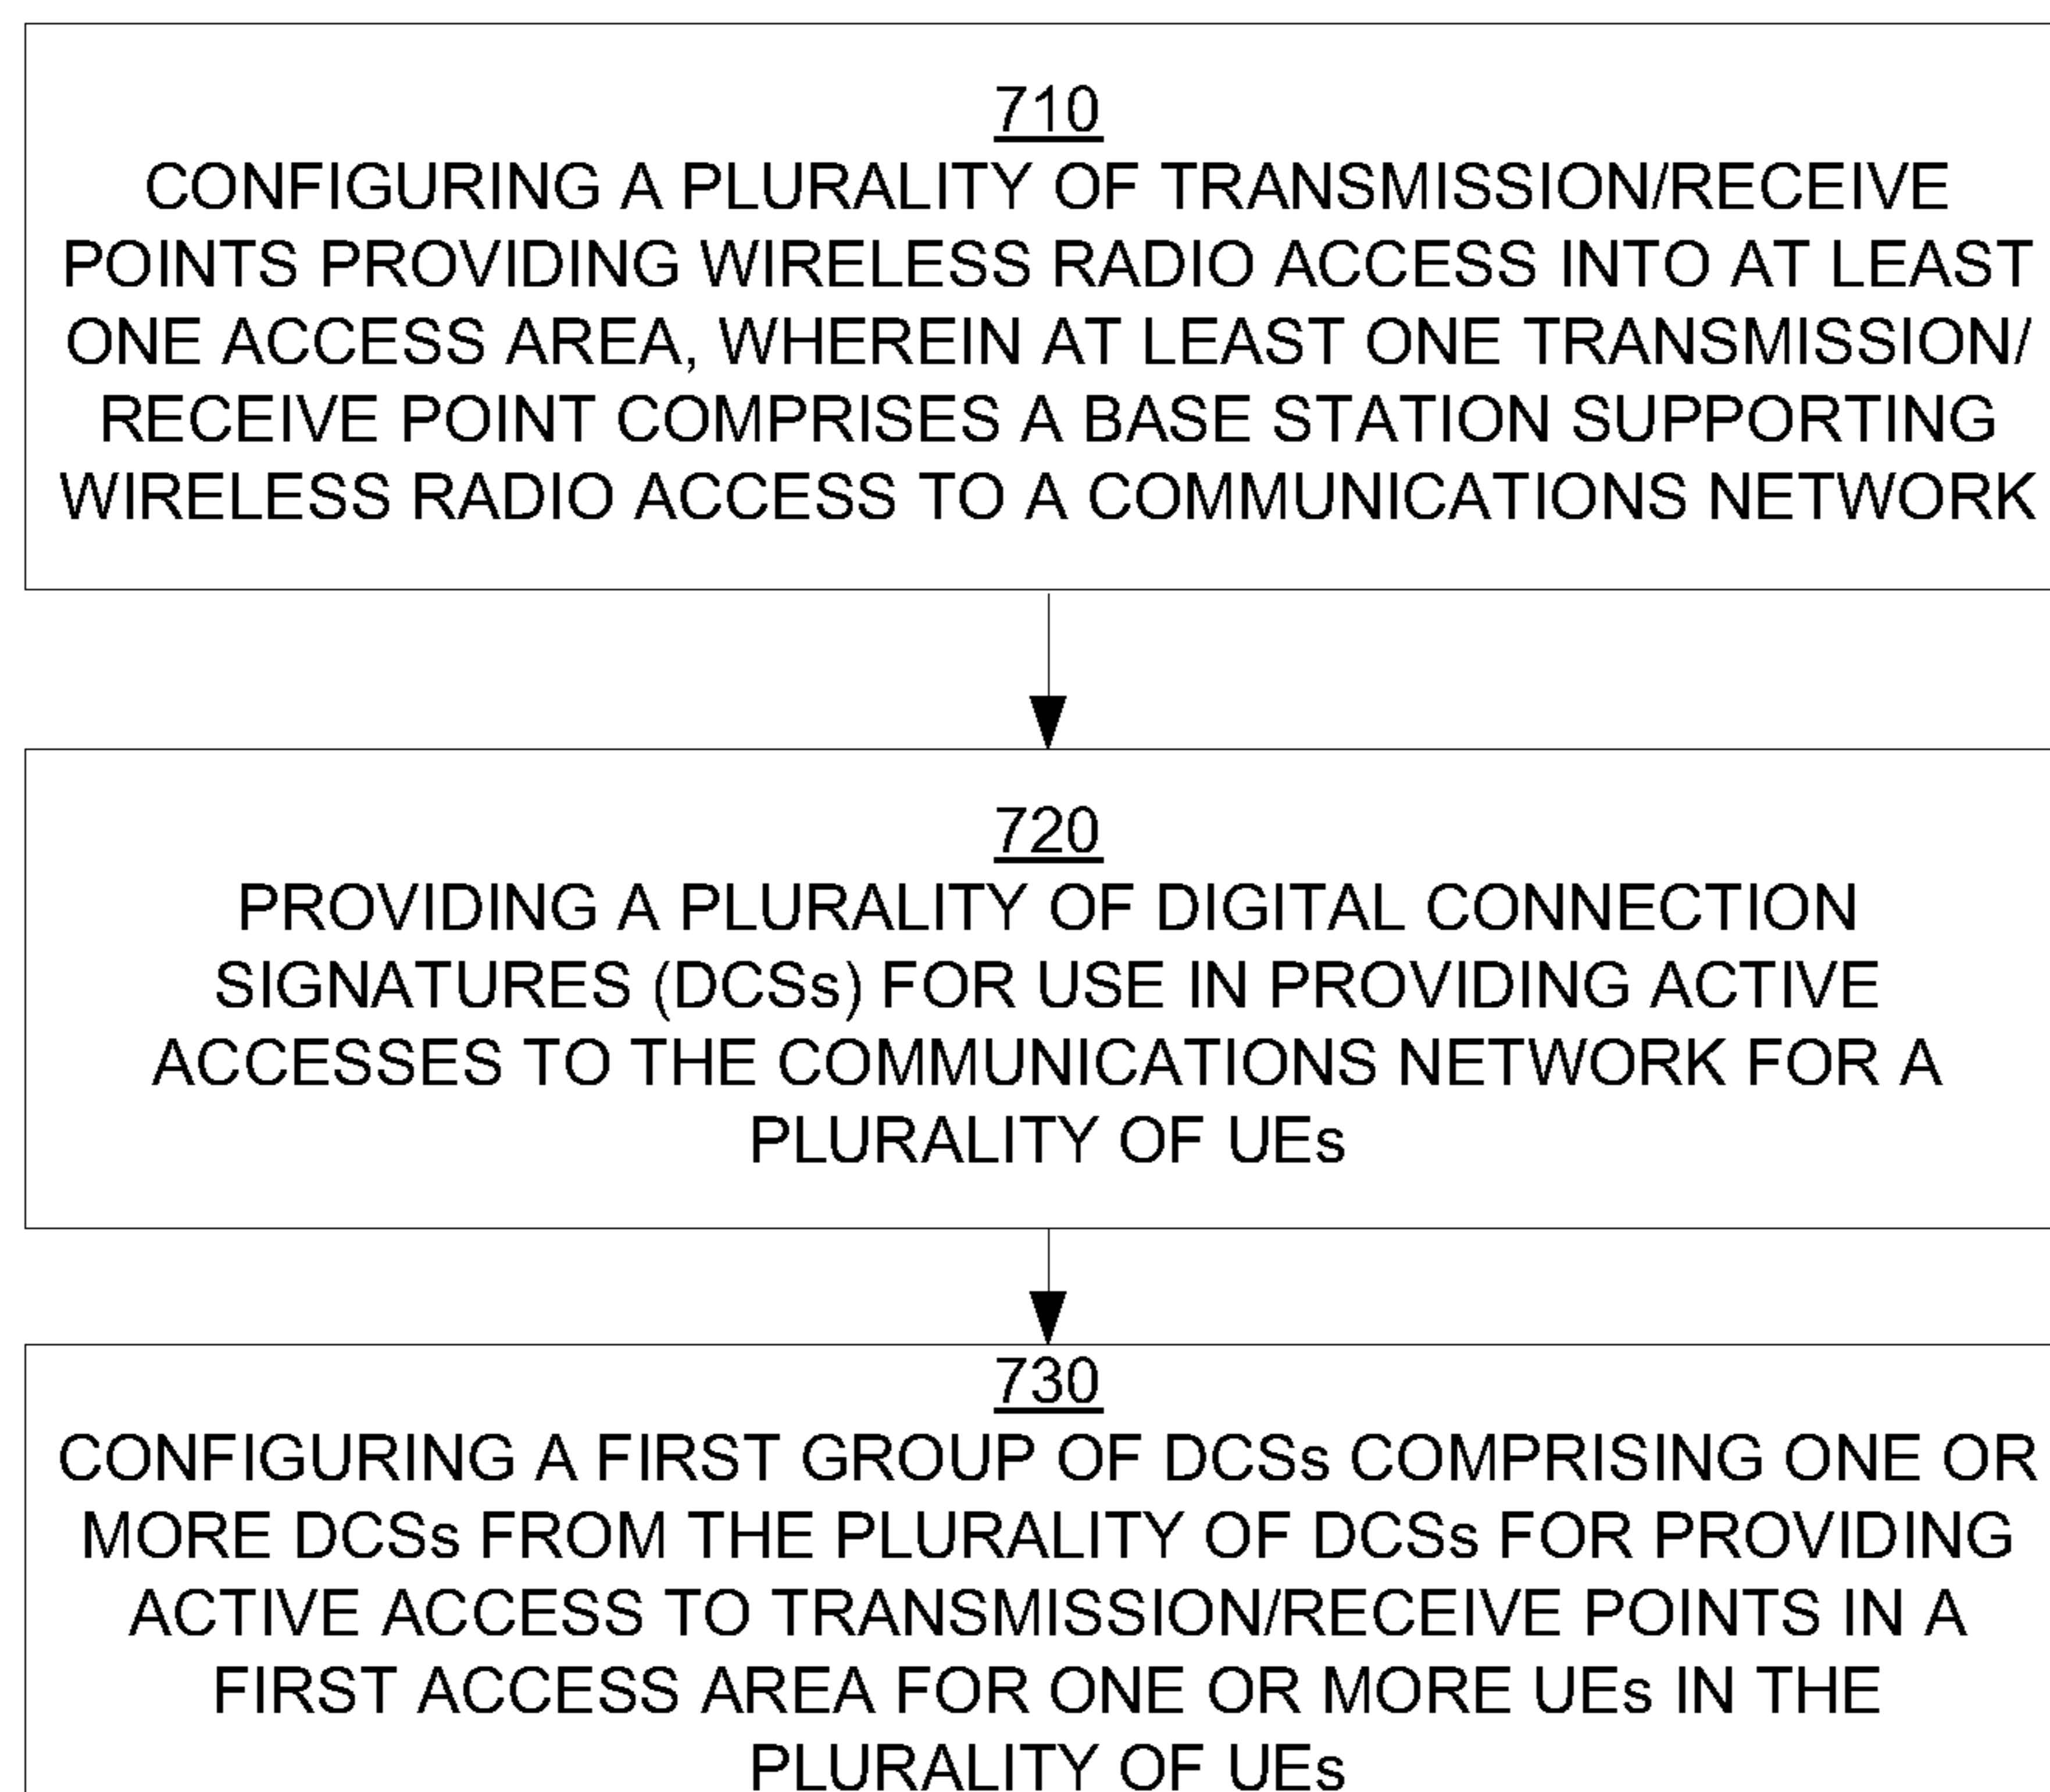 710
CONFIGURING A PLURALITY OF TRANSMISSION/RECEIVE
POINTS PROVIDING WIRELESS RADIO ACCESS INTO AT LEAST
ONE ACCESS AREA, WHEREIN AT LEAST ONE TRANSMISSION/
RECEIVE POINT COMPRISES A BASE STATION SUPPORTING
WIRELESS RADIO ACCESS TO A COMMUNICATIONS NETWORK
720
PROVIDING A PLURALITY OF DIGITAL CONNECTION
SIGNATURES (DCSs) FOR USE IN PROVIDING ACTIVE
ACCESSES TO THE COMMUNICATIONS NETWORK FOR A
PLURALITY OF UEs
730
CONFIGURING A FIRST GROUP OF DCSs COMPRISING ONE OR
MORE DCSs FROM THE PLURALITY OF DCSs FOR PROVIDING
ACTIVE ACCESS TO TRANSMISSION/RECEIVE POINTS IN A
FIRST ACCESS AREA FOR ONE OR MORE UEs IN THE
PLURALITY OF UEs